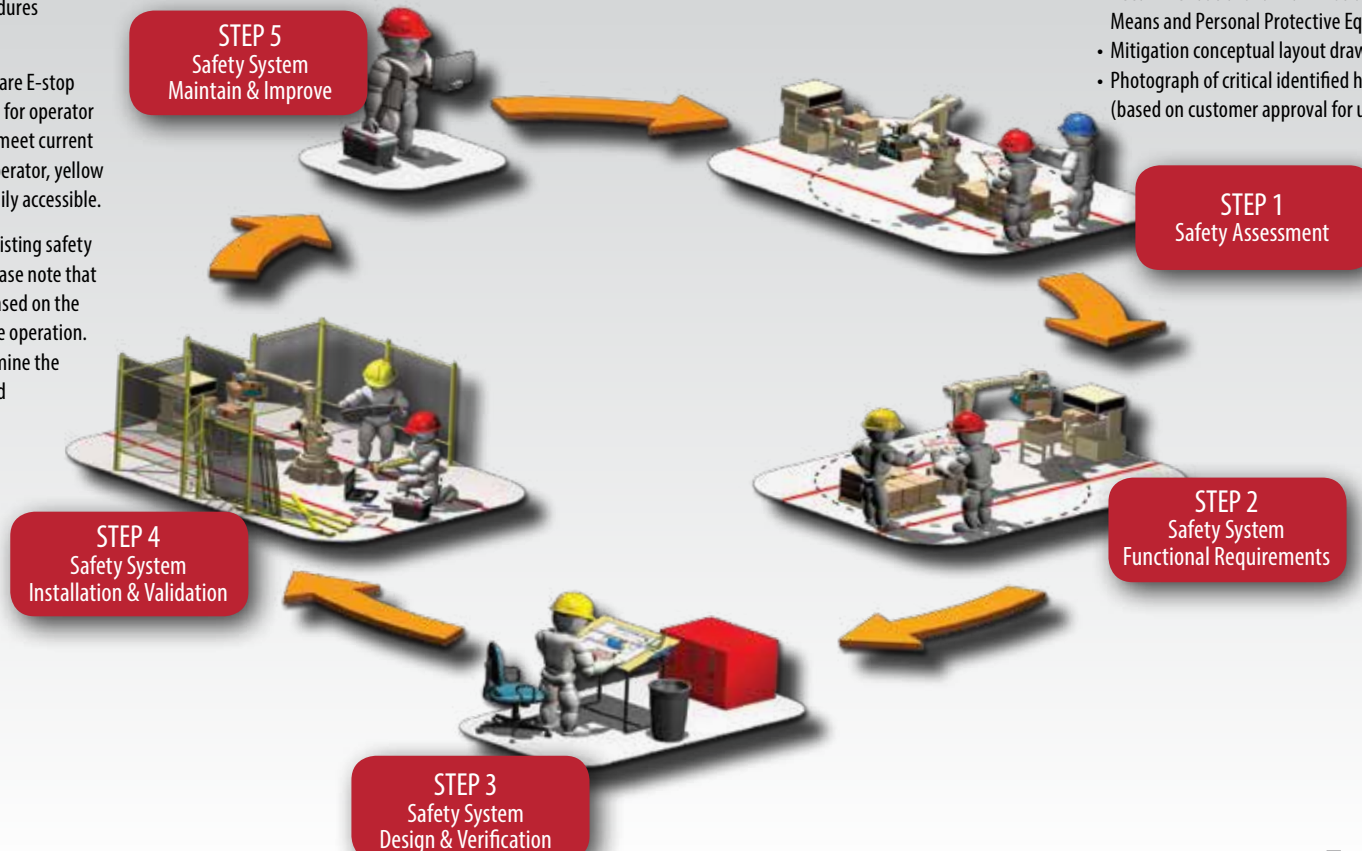 dures
are E-stop
for operator
meet current
perator, yellow
ily accessible.
isting safety
ase note that
ased on the
e operation.
mine the
d
STEP 5
Safety System
Maintain & Improve
Means and Personal Protective Eq
• Mitigation conceptual layout draw
• Photograph of critical identified h
(based on customer approval for u
STEP 1
Safety Assessment
STEP 2
Safety System
Functional Requirements
STEP 3
Safety System
Design & Verification
STEP 4
Safety System
Installation & Validation